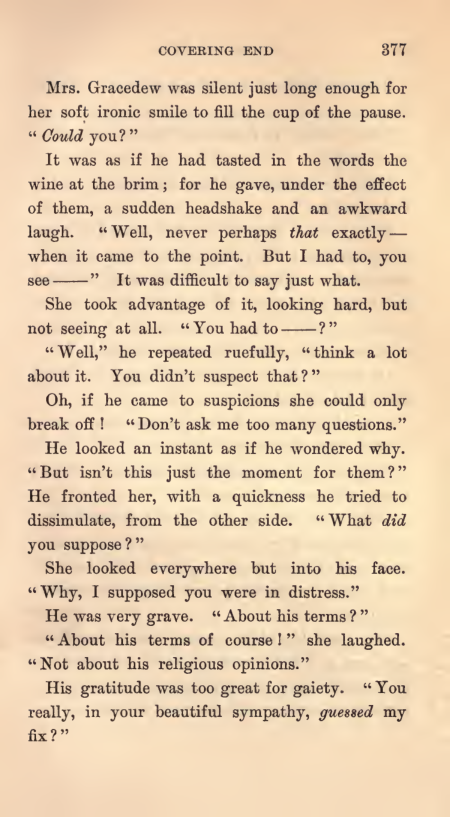 COVERING END 377
Mrs. Gracedew was silent just long enough for
her soft ironic smile to fill the cup of the pause.
“Could you?”
It was as if he had tasted in the words the
wine at the brim; for he gave, under the effect
of them, a sudden headshake and an awkward
laugh. “Well, never perhaps that exactly—
when it came to the point. But I had to, you
see——” It was difficult to say just what.
She took advantage of it, looking hard, but
not seeing at all. “You had to——?”
“Well,” he repeated ruefully, “think a lot
about it. You didn’t suspect that?”
Oh, if he came to suspicions she could only
break off! “Don’t ask me too many questions.”
He looked an instant as if he wondered why.
“But isn’t this just the moment for them?”
He fronted her, with a quickness he tried to
dissimulate, from the other side. “What did
you suppose?”
She looked everywhere but into his face.
“Why, I supposed you were in distress.”
He was very grave. “About his terms?”
“About his terms of course!” she laughed.
“Not about his religious opinions.”
His gratitude was too great for gaiety. “You
really, in your beautiful sympathy, guessed my
fix?”